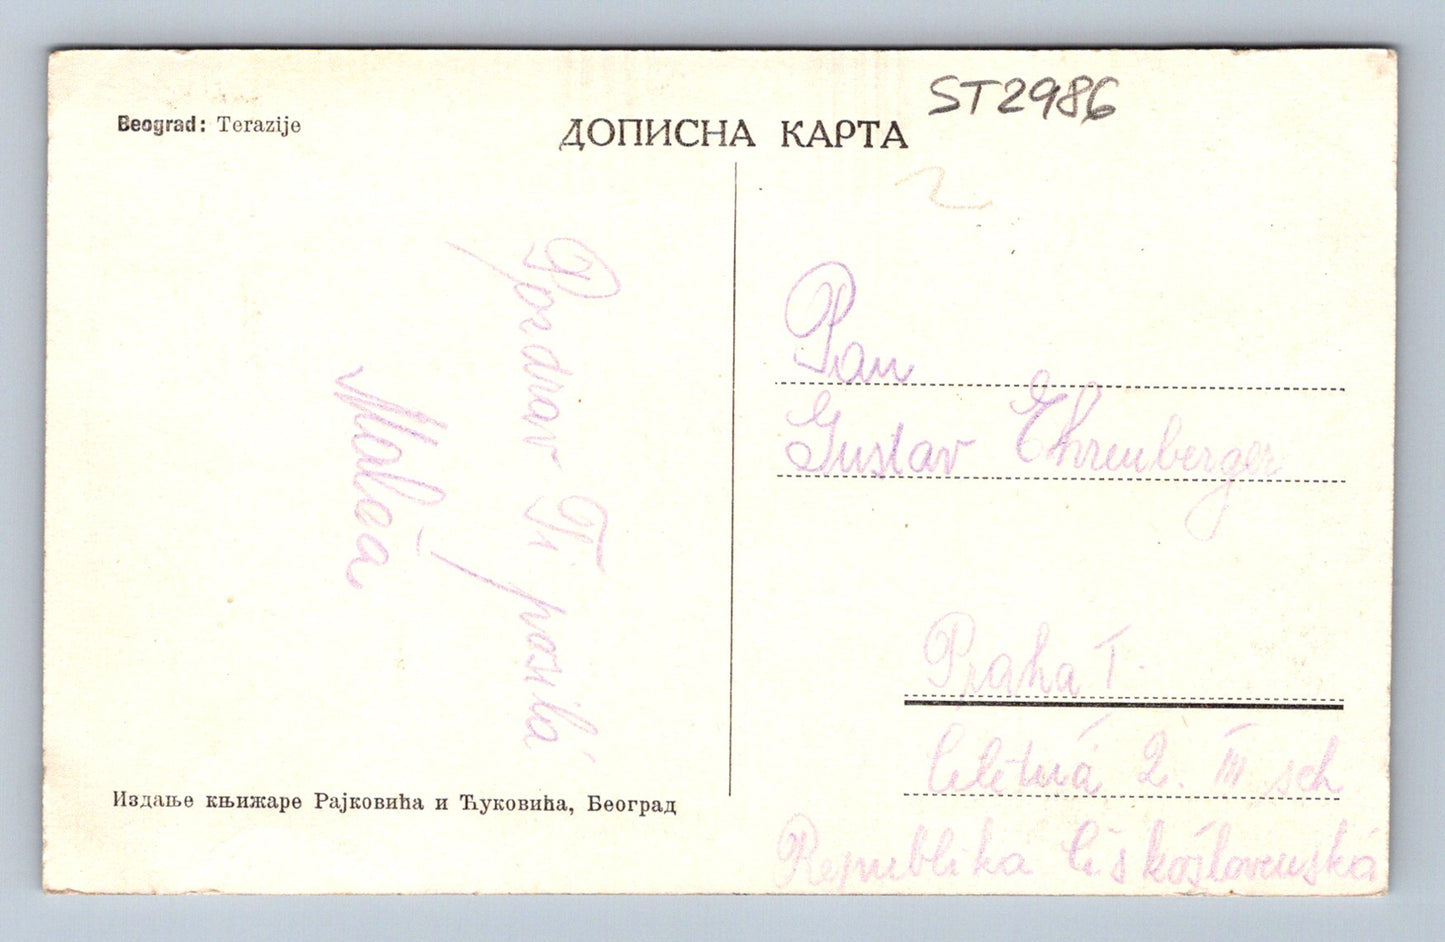 Beograd: Terazije
ДОПИСНА КАРТА
ST2986
Pozdrav Ti posílá
Pan
Gustav Ehrenberger
Praha I.
Celetná 2. III sch
Republika Československá
Издање књижаре Рајковића и Ћуковића, Београд